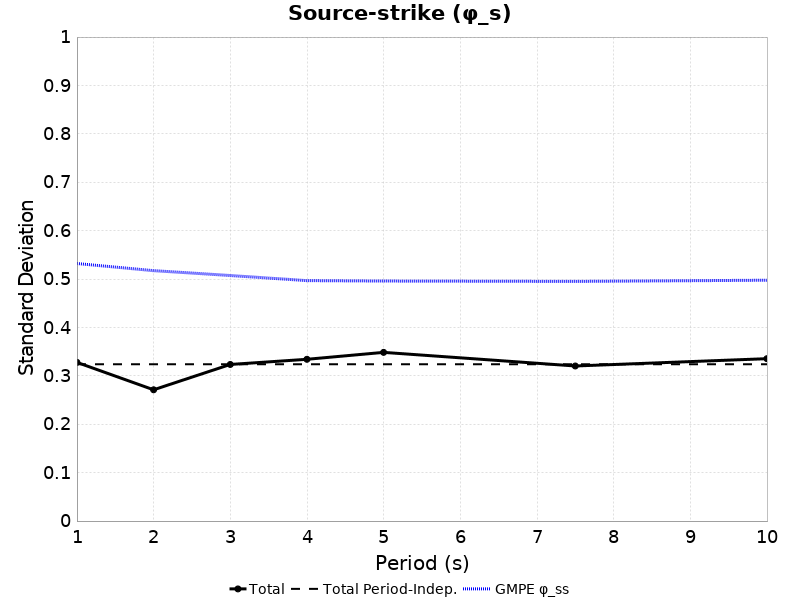 Source-strike (φ_s)
Standard Deviation
1
0.9
0.8
0.7
0.6
0.5
0.4
0.3
0.2
0.1
0
1 2 3 4 5 6 7 8 9 10
Period (s)
Total Total Period-Indep. GMPE φ_ss